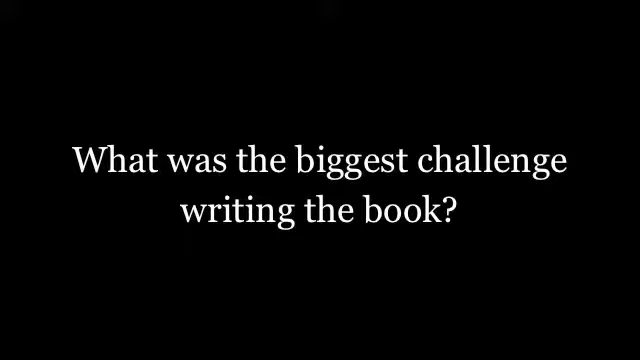 What was the biggest challenge
writing the book?